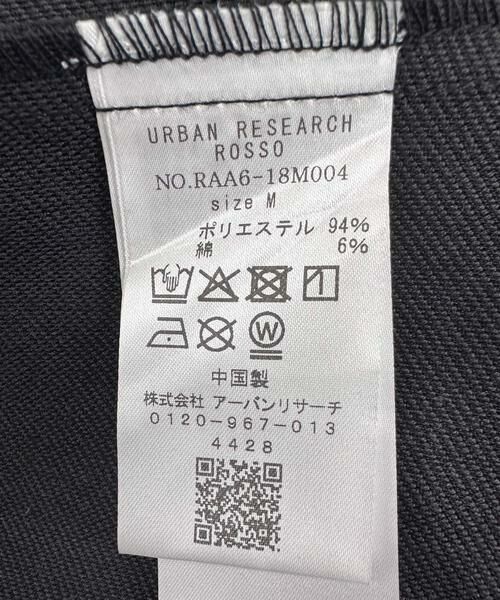 URBAN RESEARCH
ROSSO
NO.RAA6-18M004
size M
ポリエステル 94%
綿 6%
W
中国製
株式会社 アーバンリサーチ
0120-967-013
4428